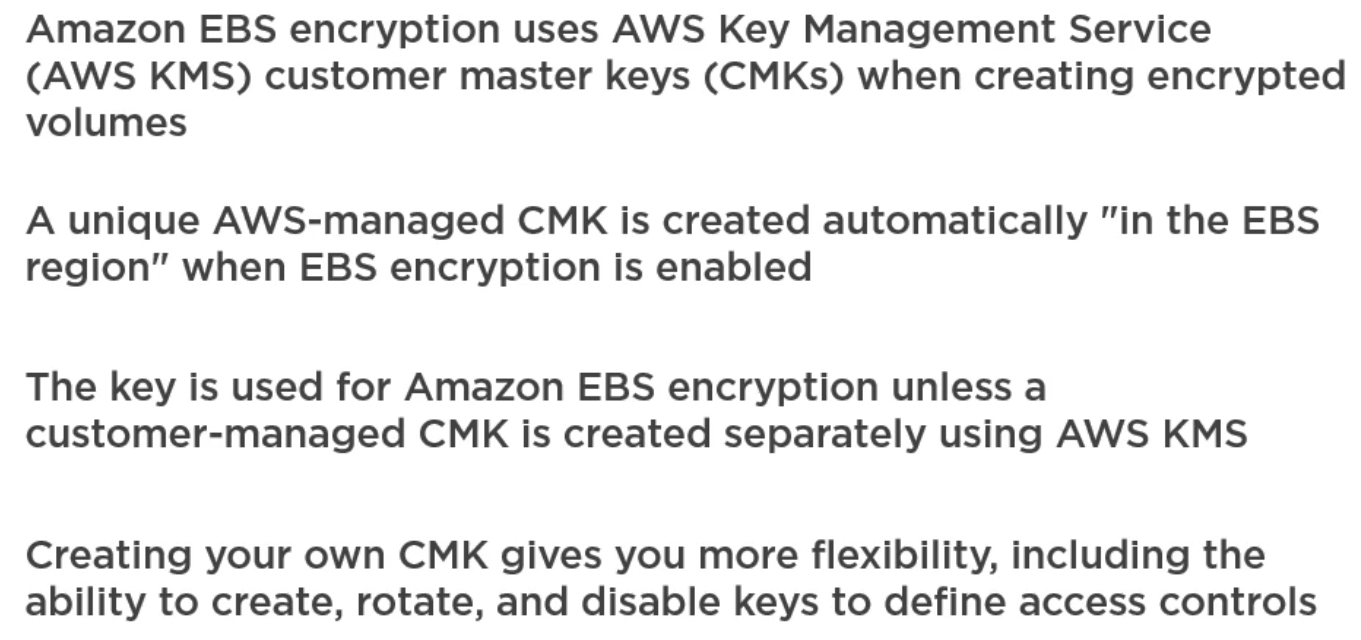 Amazon EBS encryption uses AWS Key Management Service
(AWS KMS) customer master keys (CMKs) when creating encrypted
volumes
A unique AWS-managed CMK is created automatically "in the EBS
region" when EBS encryption is enabled
The key is used for Amazon EBS encryption unless a
customer-managed CMK is created separately using AWS KMS
Creating your own CMK gives you more flexibility, including the
ability to create, rotate, and disable keys to define access controls